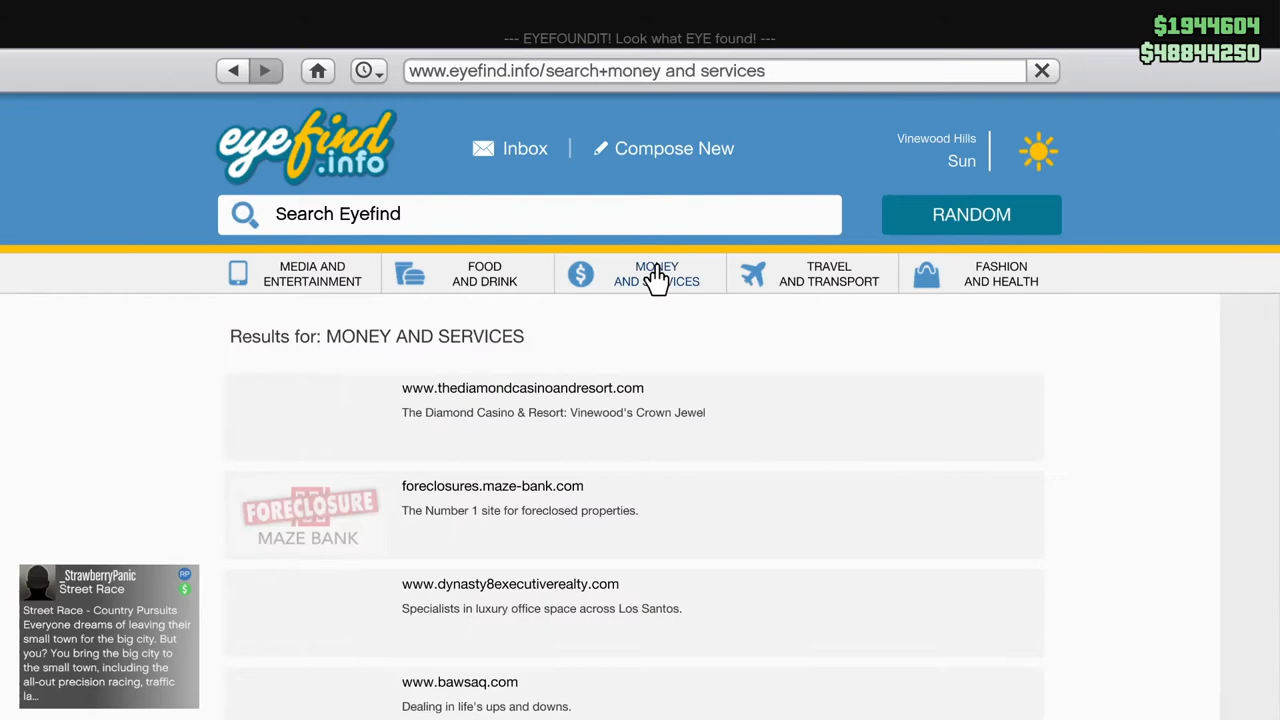 $1944604
--- EYEFOUNDIT! Look what EYE found! ---
$48844250
www.eyefind.info/search+money and services
eyefind
.info
Inbox
Compose New
Vinewood Hills
Sun
Search Eyefind
RANDOM
MEDIA AND
ENTERTAINMENT
FOOD
AND DRINK
MONEY
AND SERVICES
TRAVEL
AND TRANSPORT
FASHION
AND HEALTH
Results for: MONEY AND SERVICES
www.thediamondcasinoandresort.com
The Diamond Casino & Resort: Vinewood's Crown Jewel
FORECLOSURE
MAZE BANK
foreclosures.maze-bank.com
The Number 1 site for foreclosed properties.
www.dynasty8executiverealty.com
Specialists in luxury office space across Los Santos.
www.bawsaq.com
Dealing in life's ups and downs.
_StrawberryPanic
RP
Street Race
$
Street Race - Country Pursuits
Everyone dreams of leaving their
small town for the big city. But
you? You bring the big city to
the small town, including the
all-out precision racing, traffic
la...